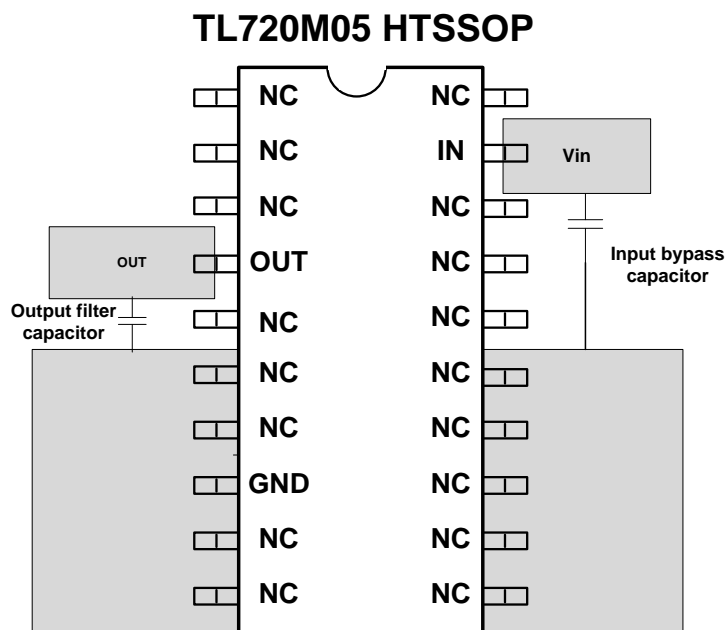 TL720M05 HTSSOP
NC NC
NC IN Vin
NC NC
OUT OUT NC
Input bypass
capacitor
Output filter
capacitor
NC NC
NC NC
NC NC
GND NC
NC NC
NC NC